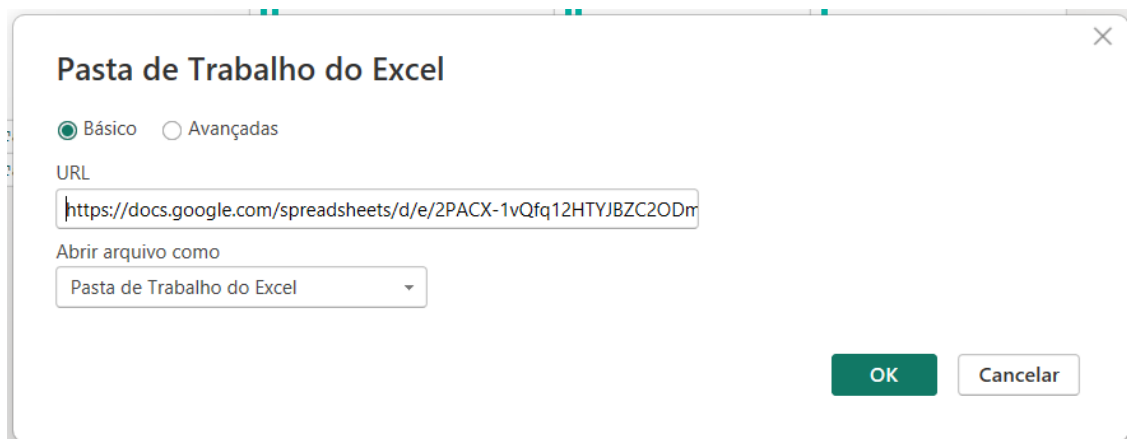 Pasta de Trabalho do Excel
Básico Avançadas
URL
https://docs.google.com/spreadsheets/d/e/2PACX-1vQfq12HTYJBZC2ODm
Abrir arquivo como
Pasta de Trabalho do Excel
OK Cancelar